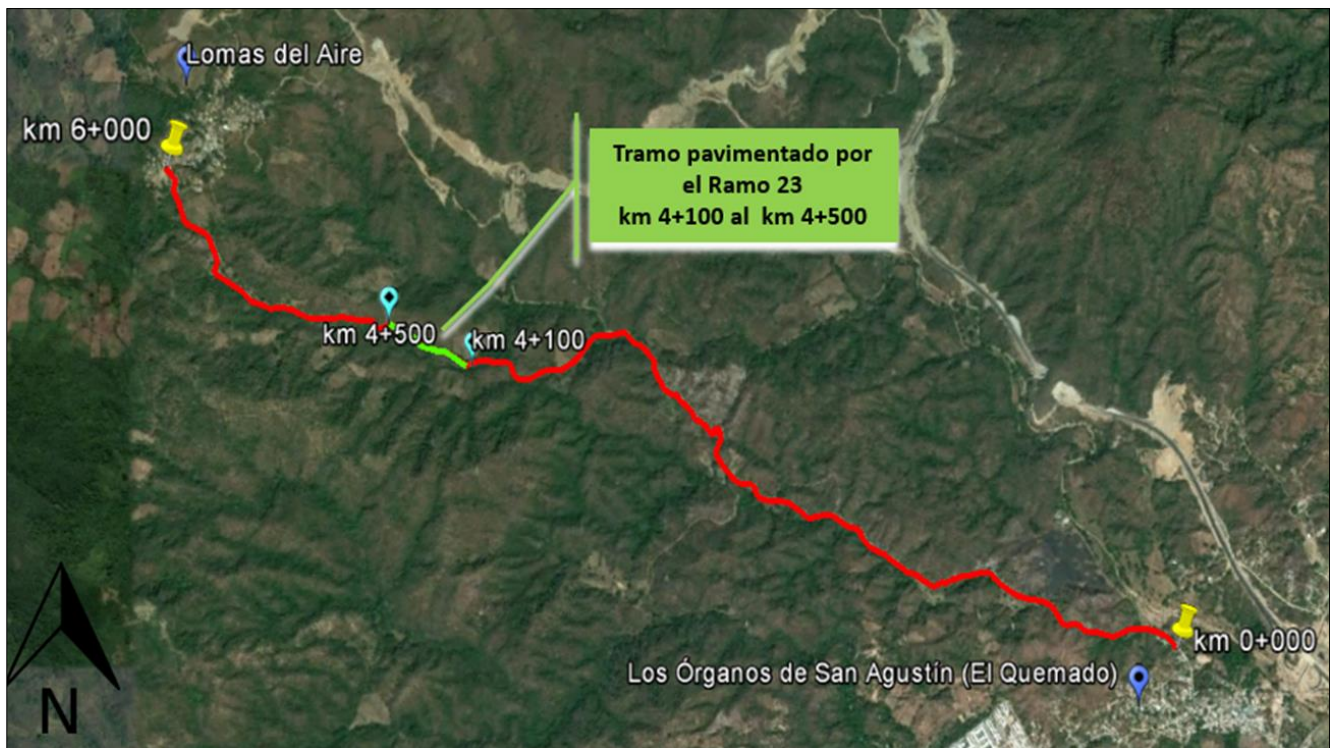 Lomas del Aire
km 6+000
Tramo pavimentado por
el Ramo 23
km 4+100 al km 4+500
km 4+500
km 4+100
km 0+000
Los Órganos de San Agustín (El Quemado)
N